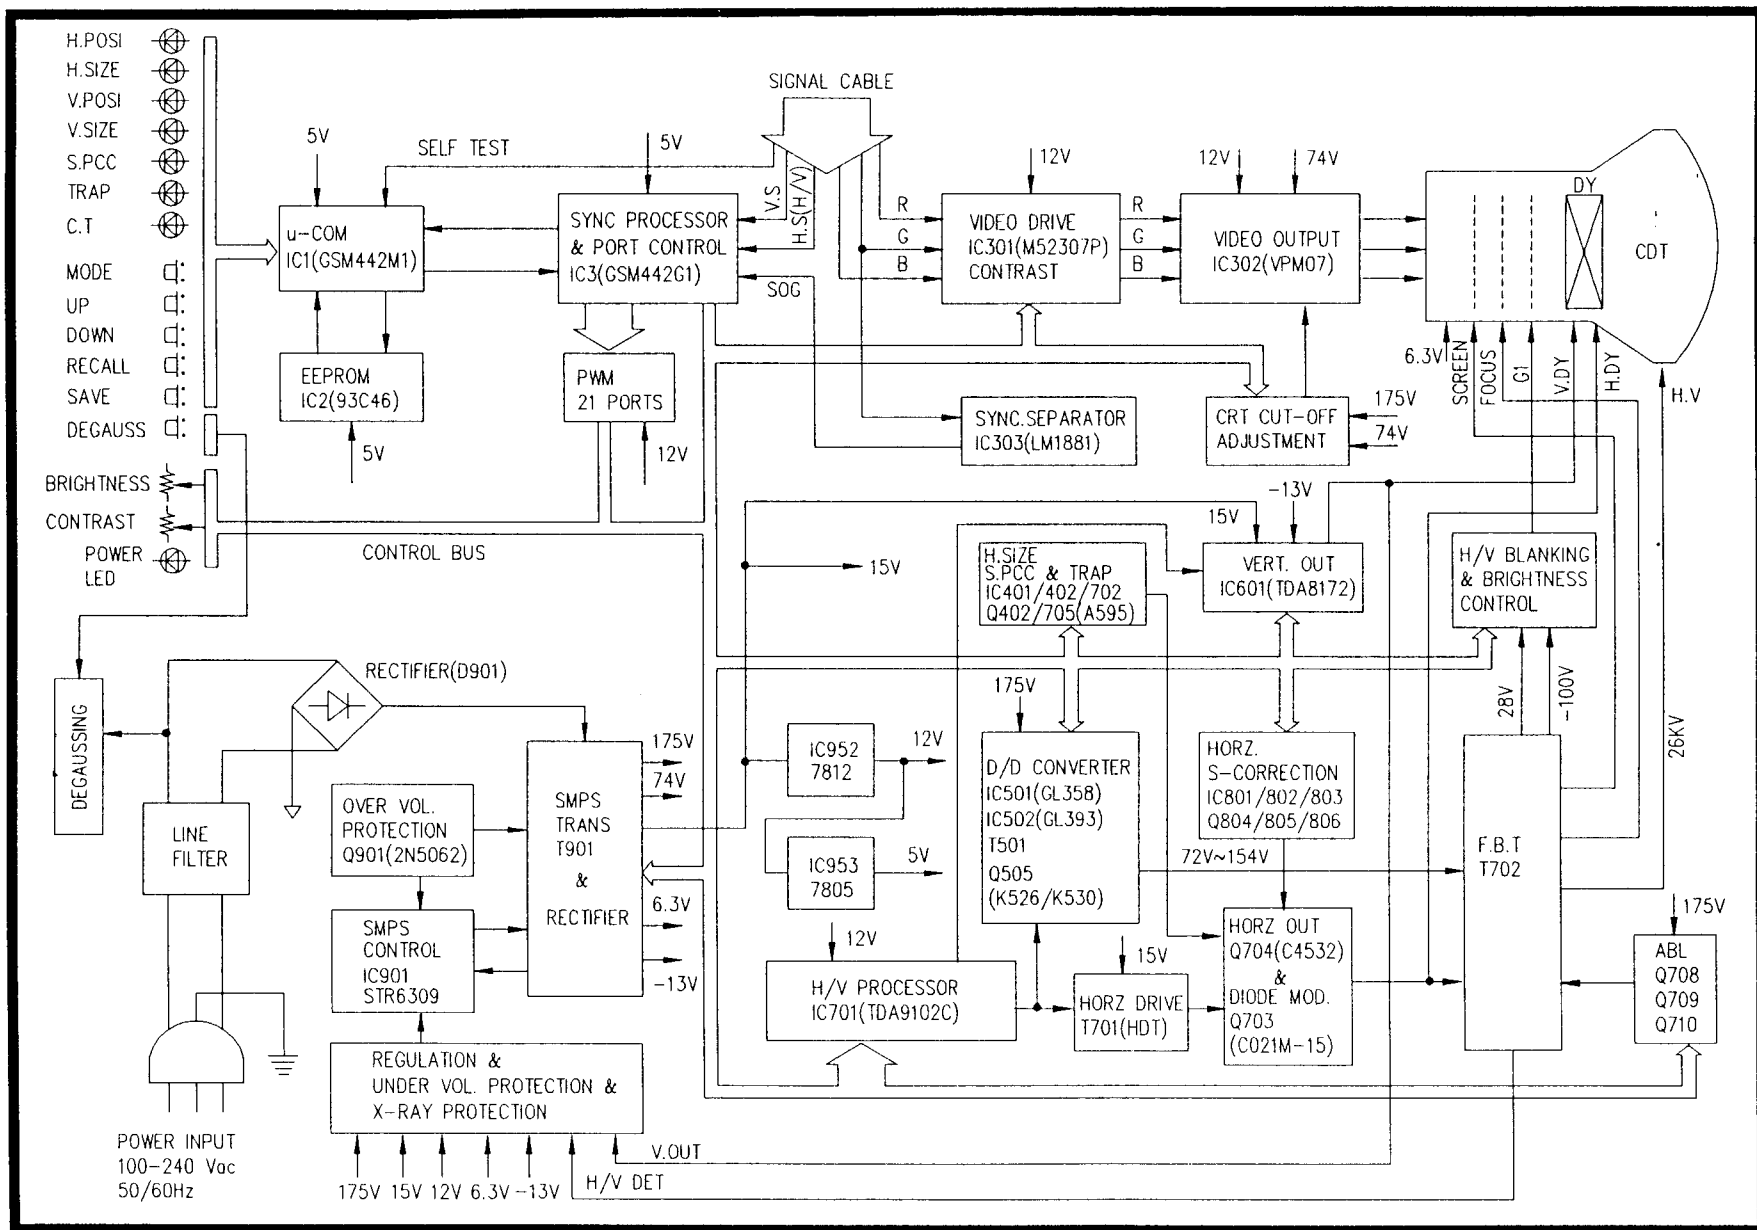 H.POSI
H.SIZE
V.POSI
V.SIZE
S.PCC
TRAP
C.T
MODE
UP
DOWN
RECALL
SAVE
DEGAUSS
BRIGHTNESS
CONTRAST
POWER
LED
SIGNAL CABLE
5V
SELF TEST
u-COM
IC1(GSM442M1)
EEPROM
IC2(93C46)
5V
5V
SYNC PROCESSOR
& PORT CONTROL
IC3(GSM442G1)
PWM
21 PORTS
12V
V.S
H.S(H/V)
SOG
R
G
B
12V
VIDEO DRIVE
IC301(M52307P)
CONTRAST
R
G
B
12V
74V
VIDEO OUTPUT
IC302(VPM07)
DY
CDT
6.3V
SCREEN
FOCUS
G1
V.DY
H.DY
H.V
SYNC.SEPARATOR
IC303(LM1881)
CRT CUT-OFF
ADJUSTMENT
175V
74V
CONTROL BUS
15V
H.SIZE
S.PCC & TRAP
IC401/402/702
Q402/705(A595)
15V
-13V
VERT. OUT
IC601(TDA8172)
H/V BLANKING
& BRIGHTNESS
CONTROL
28V
-100V
26KV
DEGAUSSING
RECTIFIER(D901)
LINE
FILTER
OVER VOL.
PROTECTION
Q901(2N5062)
SMPS
CONTROL
IC901
STR6309
SMPS
TRANS
T901
&
RECTIFIER
175V
74V
6.3V
-13V
IC952
7812
12V
IC953
7805
5V
175V
D/D CONVERTER
IC501(GL358)
IC502(GL393)
T501
Q505
(K526/K530)
HORZ.
S-CORRECTION
IC801/802/803
Q804/805/806
72V~154V
F.B.T
T702
12V
H/V PROCESSOR
IC701(TDA9102C)
15V
HORZ DRIVE
T701(HDT)
HORZ OUT
Q704(C4532)
&
DIODE MOD.
Q703
(C021M-15)
175V
ABL
Q708
Q709
Q710
REGULATION &
UNDER VOL. PROTECTION &
X-RAY PROTECTION
POWER INPUT
100-240 Vac
50/60Hz
175V
15V
12V
6.3V
-13V
H/V DET
V.OUT